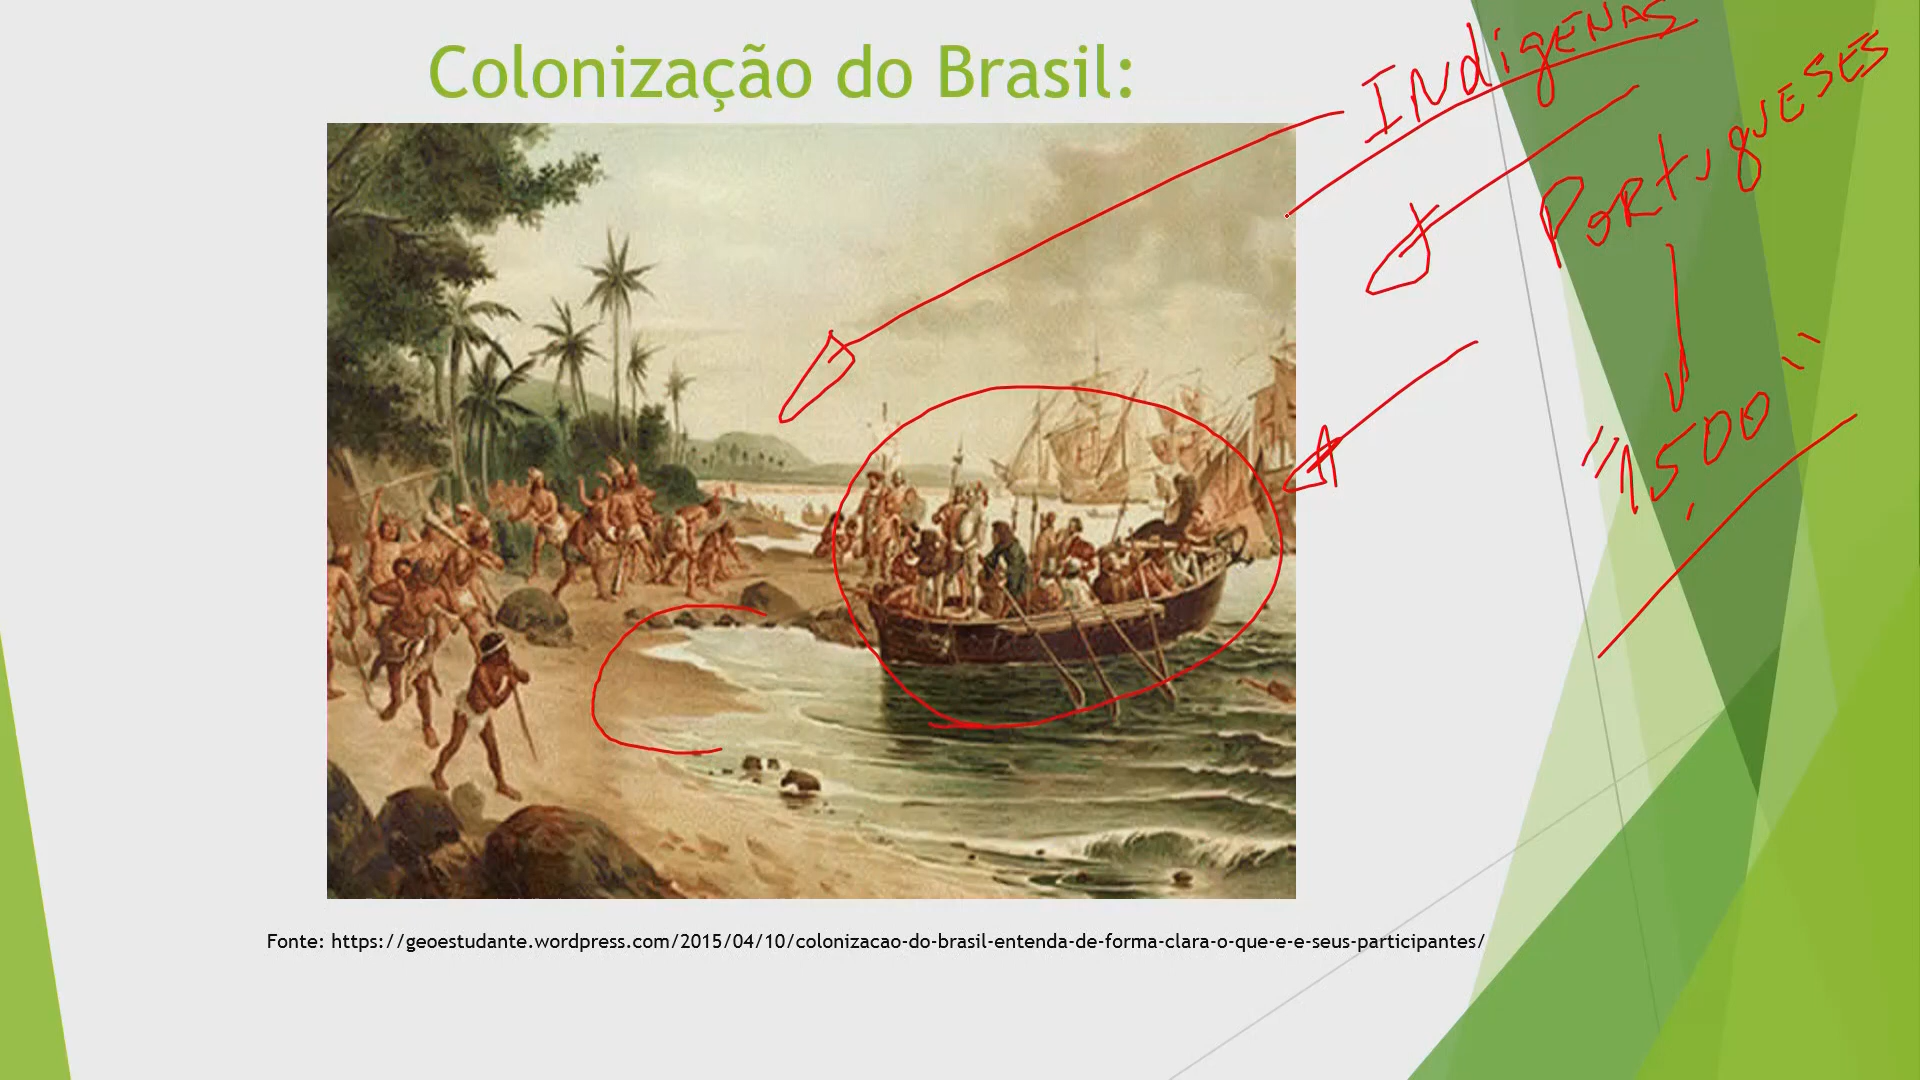 Colonização do Brasil:
INdígENAS
PORtugUESES
"1500"
Fonte: https://geoestudante.wordpress.com/2015/04/10/colonizacao-do-brasil-entenda-de-forma-clara-o-que-e-e-seus-participantes/